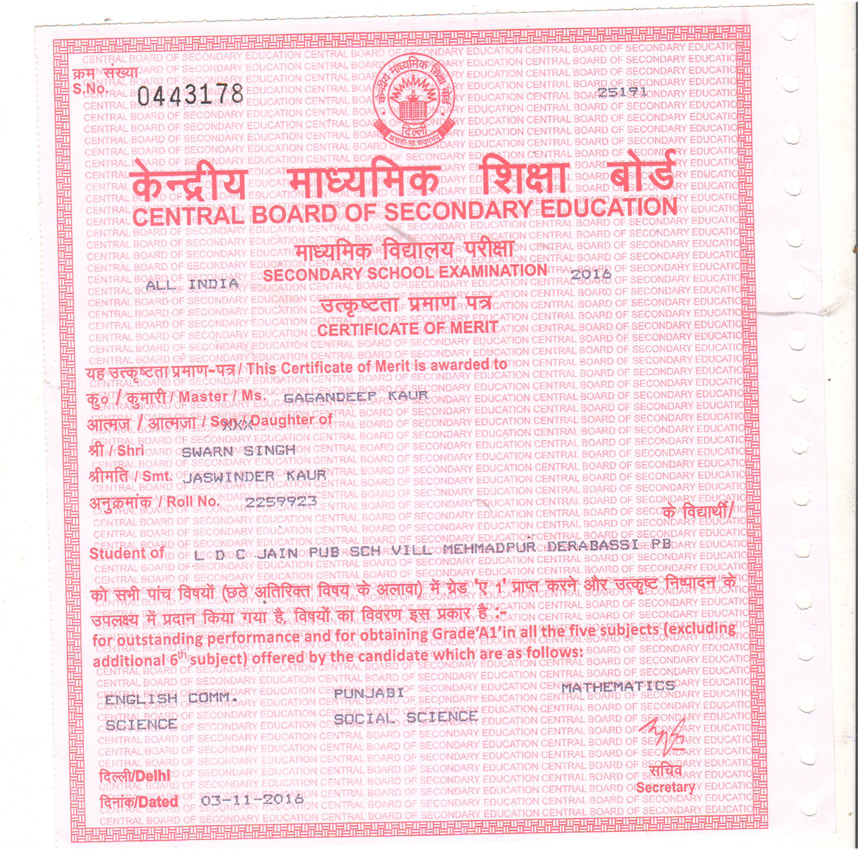 क्रम संख्या
S.No. 0443178
25191
केन्द्रीय माध्यमिक शिक्षा बोर्ड
दिल्ली
केन्द्रीय माध्यमिक शिक्षा बोर्ड
CENTRAL BOARD OF SECONDARY EDUCATION
माध्यमिक विद्यालय परीक्षा
ALL INDIA SECONDARY SCHOOL EXAMINATION 2016
उत्कृष्टता प्रमाण पत्र
CERTIFICATE OF MERIT
यह उत्कृष्टता प्रमाण-पत्र/ This Certificate of Merit is awarded to
कु० / कुमारी / Master / Ms. GAGANDEEP KAUR
आत्मज / आत्मजा / Son/Daughter of
श्री / Shri SWARN SINGH
श्रीमति / Smt. JASWINDER KAUR
अनुक्रमांक / Roll No. 2259923
के विद्यार्थी/
Student of L D C JAIN PUB SCH VILL MEHMADPUR DERABASSI PB
को सभी पांच विषयों (छठे अतिरिक्त विषय के अलावा) में ग्रेड 'ए 1' प्राप्त करने और उत्कृष्ट निष्पादन के
उपलक्ष्य में प्रदान किया गया है, विषयों का विवरण इस प्रकार है :-
for outstanding performance and for obtaining Grade'A1'in all the five subjects (excluding
additional 6th subject) offered by the candidate which are as follows:
ENGLISH COMM. PUNJABI MATHEMATICS
SCIENCE SOCIAL SCIENCE
दिल्ली/Delhi
सचिव
Secretary
दिनांक/Dated 03-11-2016